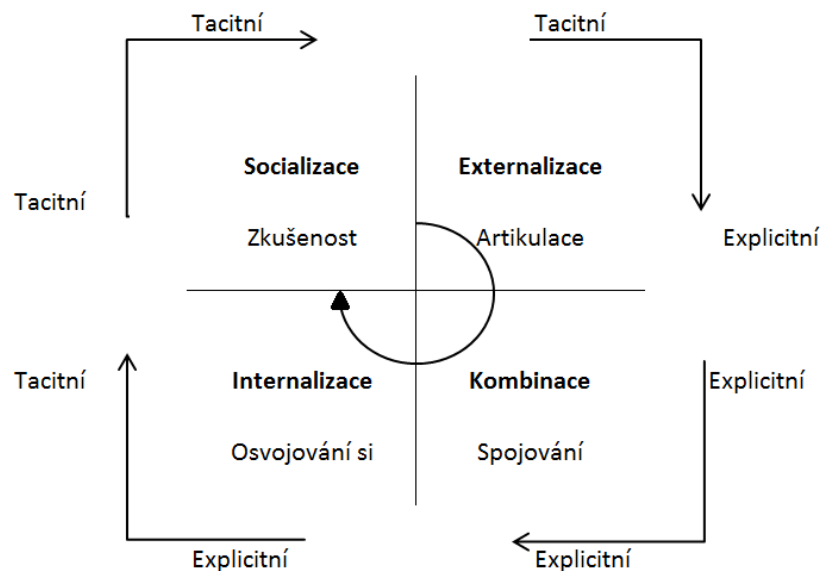 Tacitní
Tacitní
Socializace
Externalizace
Tacitní
Zkušenost
Artikulace
Explicitní
Tacitní
Internalizace
Kombinace
Explicitní
Osvojování si
Spojování
Explicitní
Explicitní